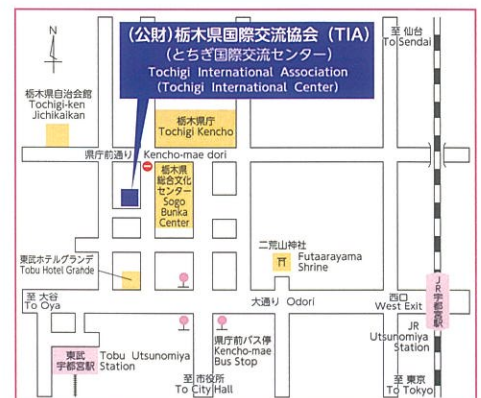 (公財)栃木県国際交流協会 (TIA)
(とちぎ国際交流センター)
Tochigi International Association
(Tochigi International Center)
至 仙台
To Sendai
N
栃木県自治会館
Tochigi-ken
Jichikaikan
栃木県庁
Tochigi Kencho
県庁前通り Kencho-mae dori
栃木県
総合文化
センター
Sogo
Bunka
Center
東武ホテルグランデ
Tobu Hotel Grande
二荒山神社
Futaarayama
Shrine
至 大谷
To Oya
大通り Odori
西口
West Exit
JR宇都宮駅
JR
Utsunomiya
Station
東武
宇都宮駅
Tobu Utsunomiya
Station
県庁前バス停
Kencho-mae
Bus Stop
至 市役所
To City Hall
至 東京
To Tokyo